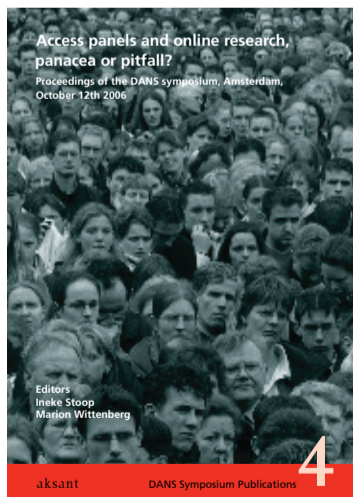 Access panels and online research,
panacea or pitfall?
Proceedings of the DANS symposium, Amsterdam,
October 12th 2006
Editors
Ineke Stoop
Marion Wittenberg
aksant
DANS Symposium Publications
4